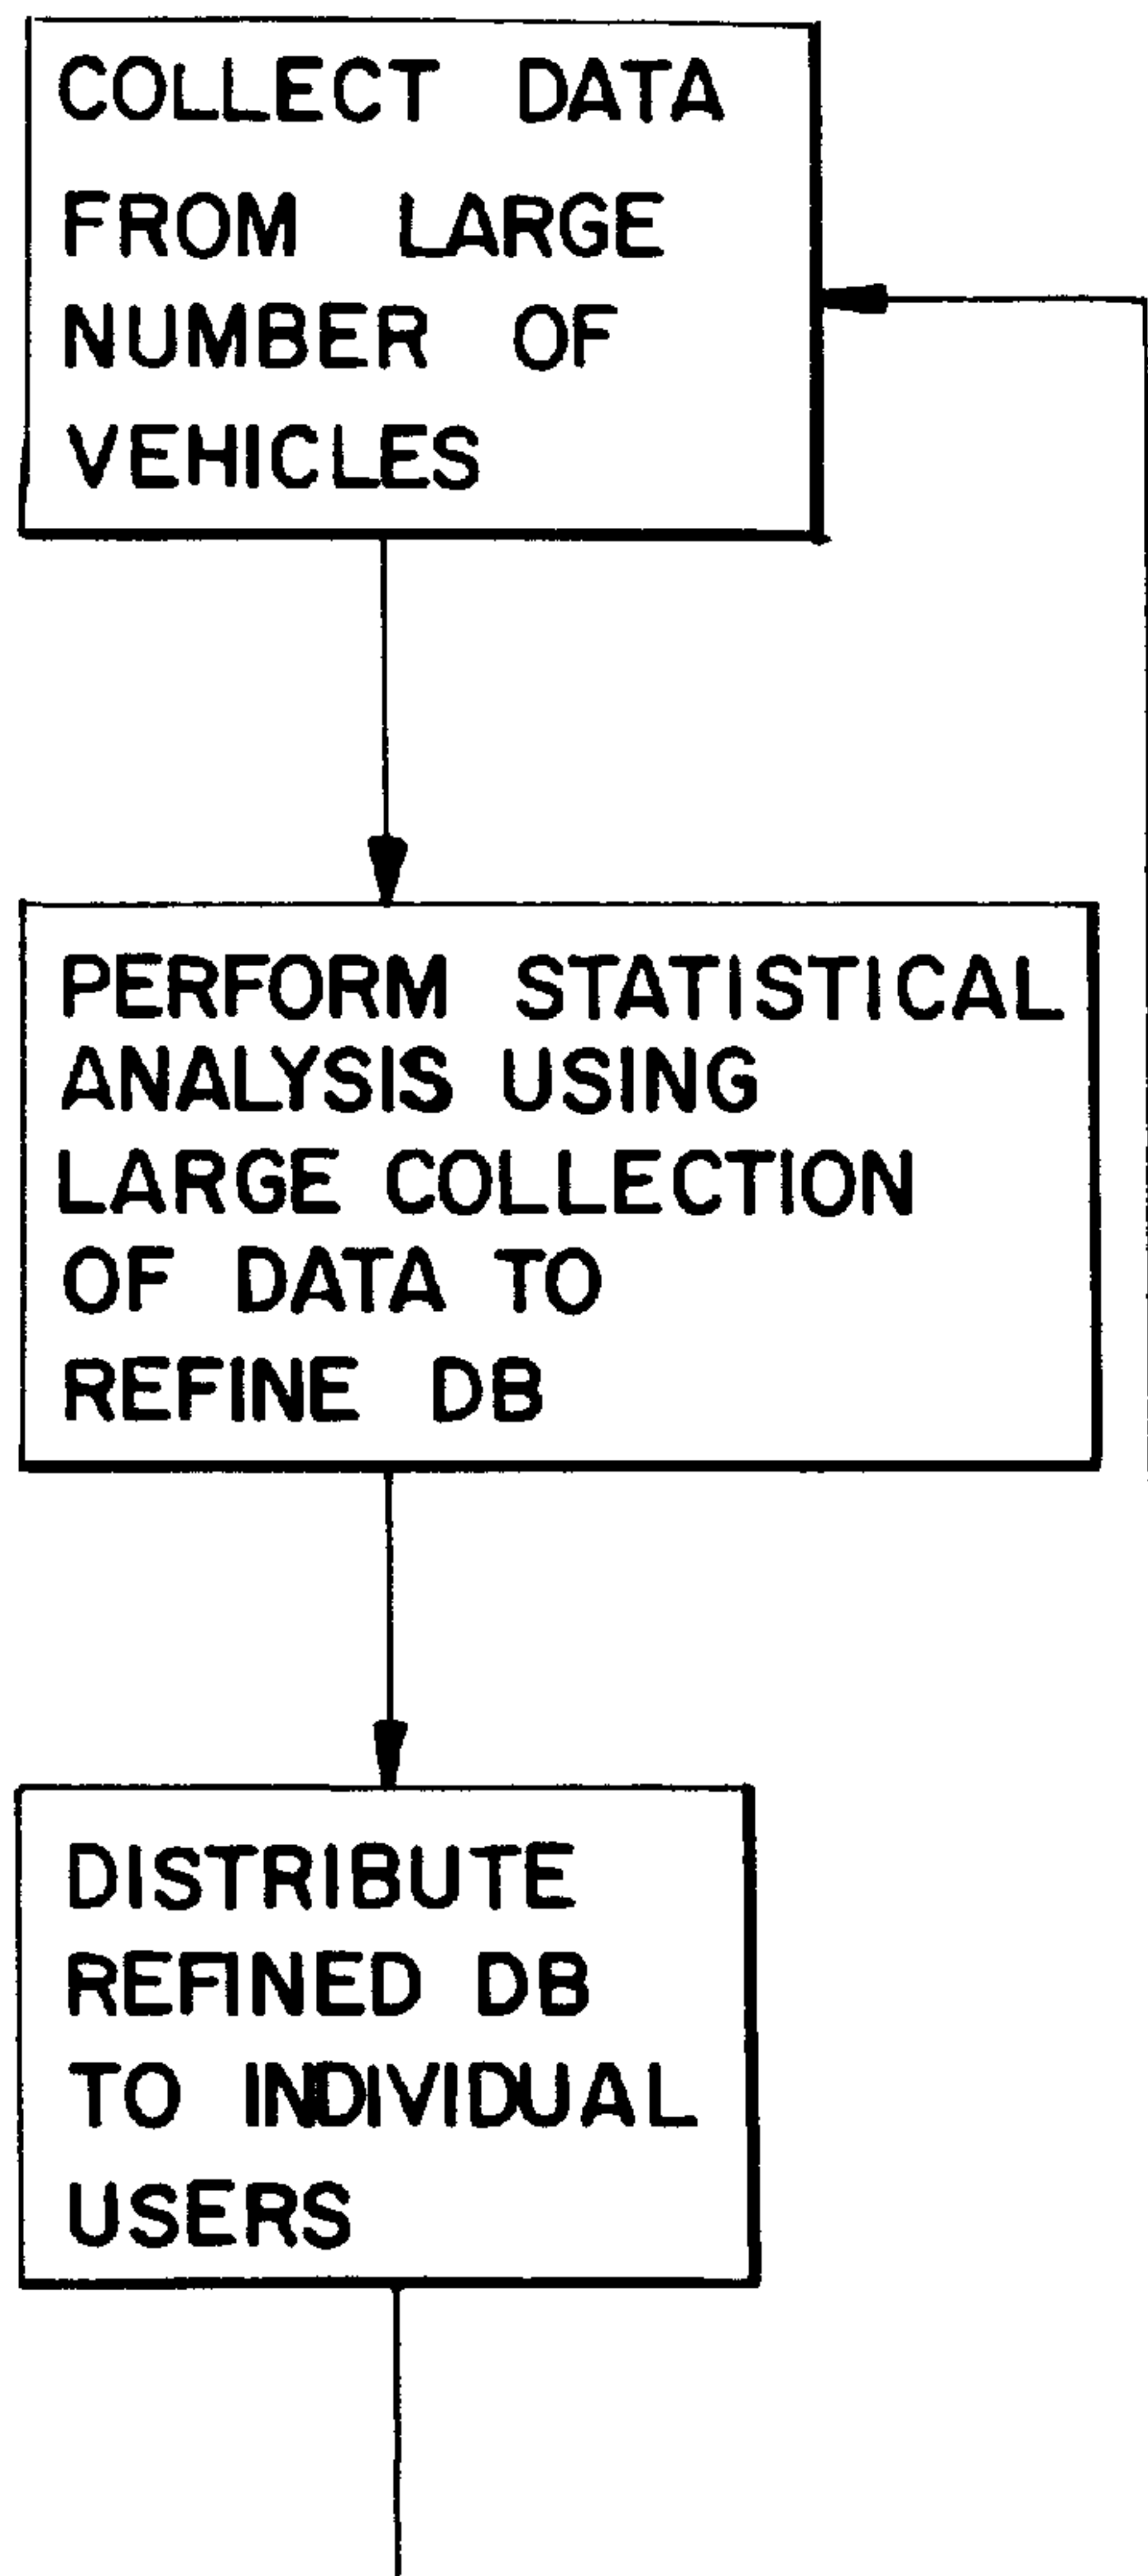 COLLECT DATA
FROM LARGE
NUMBER OF
VEHICLES
PERFORM STATISTICAL
ANALYSIS USING
LARGE COLLECTION
OF DATA TO
REFINE DB
DISTRIBUTE
REFINED DB
TO INDIVIDUAL
USERS